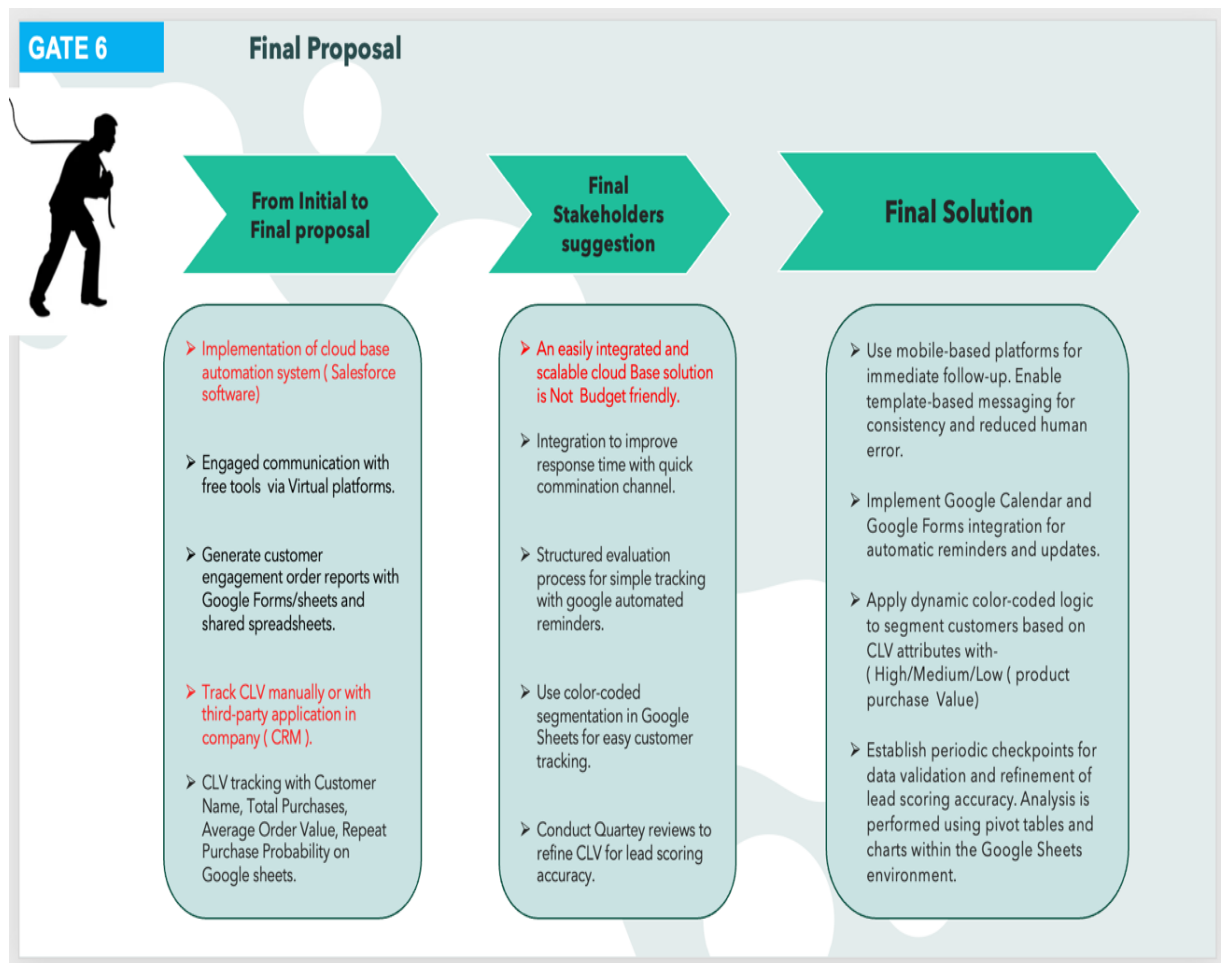 GATE 6
Final Proposal
From Initial to
Final proposal
Final
Stakeholders
suggestion
Final Solution
➢ Implementation of cloud base
automation system ( Salesforce
software)
➢ Engaged communication with
free tools via Virtual platforms.
➢ Generate customer
engagement order reports with
Google Forms/sheets and
shared spreadsheets.
➢ Track CLV manually or with
third-party application in
company ( CRM ).
➢ CLV tracking with Customer
Name, Total Purchases,
Average Order Value, Repeat
Purchase Probability on
Google sheets.
➢ An easily integrated and
scalable cloud Base solution
is Not Budget friendly.
➢ Integration to improve
response time with quick
commination channel.
➢ Structured evaluation
process for simple tracking
with google automated
reminders.
➢ Use color-coded
segmentation in Google
Sheets for easy customer
tracking.
➢ Conduct Quartey reviews to
refine CLV for lead scoring
accuracy.
➢ Use mobile-based platforms for
immediate follow-up. Enable
template-based messaging for
consistency and reduced human
error.
➢ Implement Google Calendar and
Google Forms integration for
automatic reminders and updates.
➢ Apply dynamic color-coded logic
to segment customers based on
CLV attributes with-
( High/Medium/Low ( product
purchase Value)
➢ Establish periodic checkpoints for
data validation and refinement of
lead scoring accuracy. Analysis is
performed using pivot tables and
charts within the Google Sheets
environment.